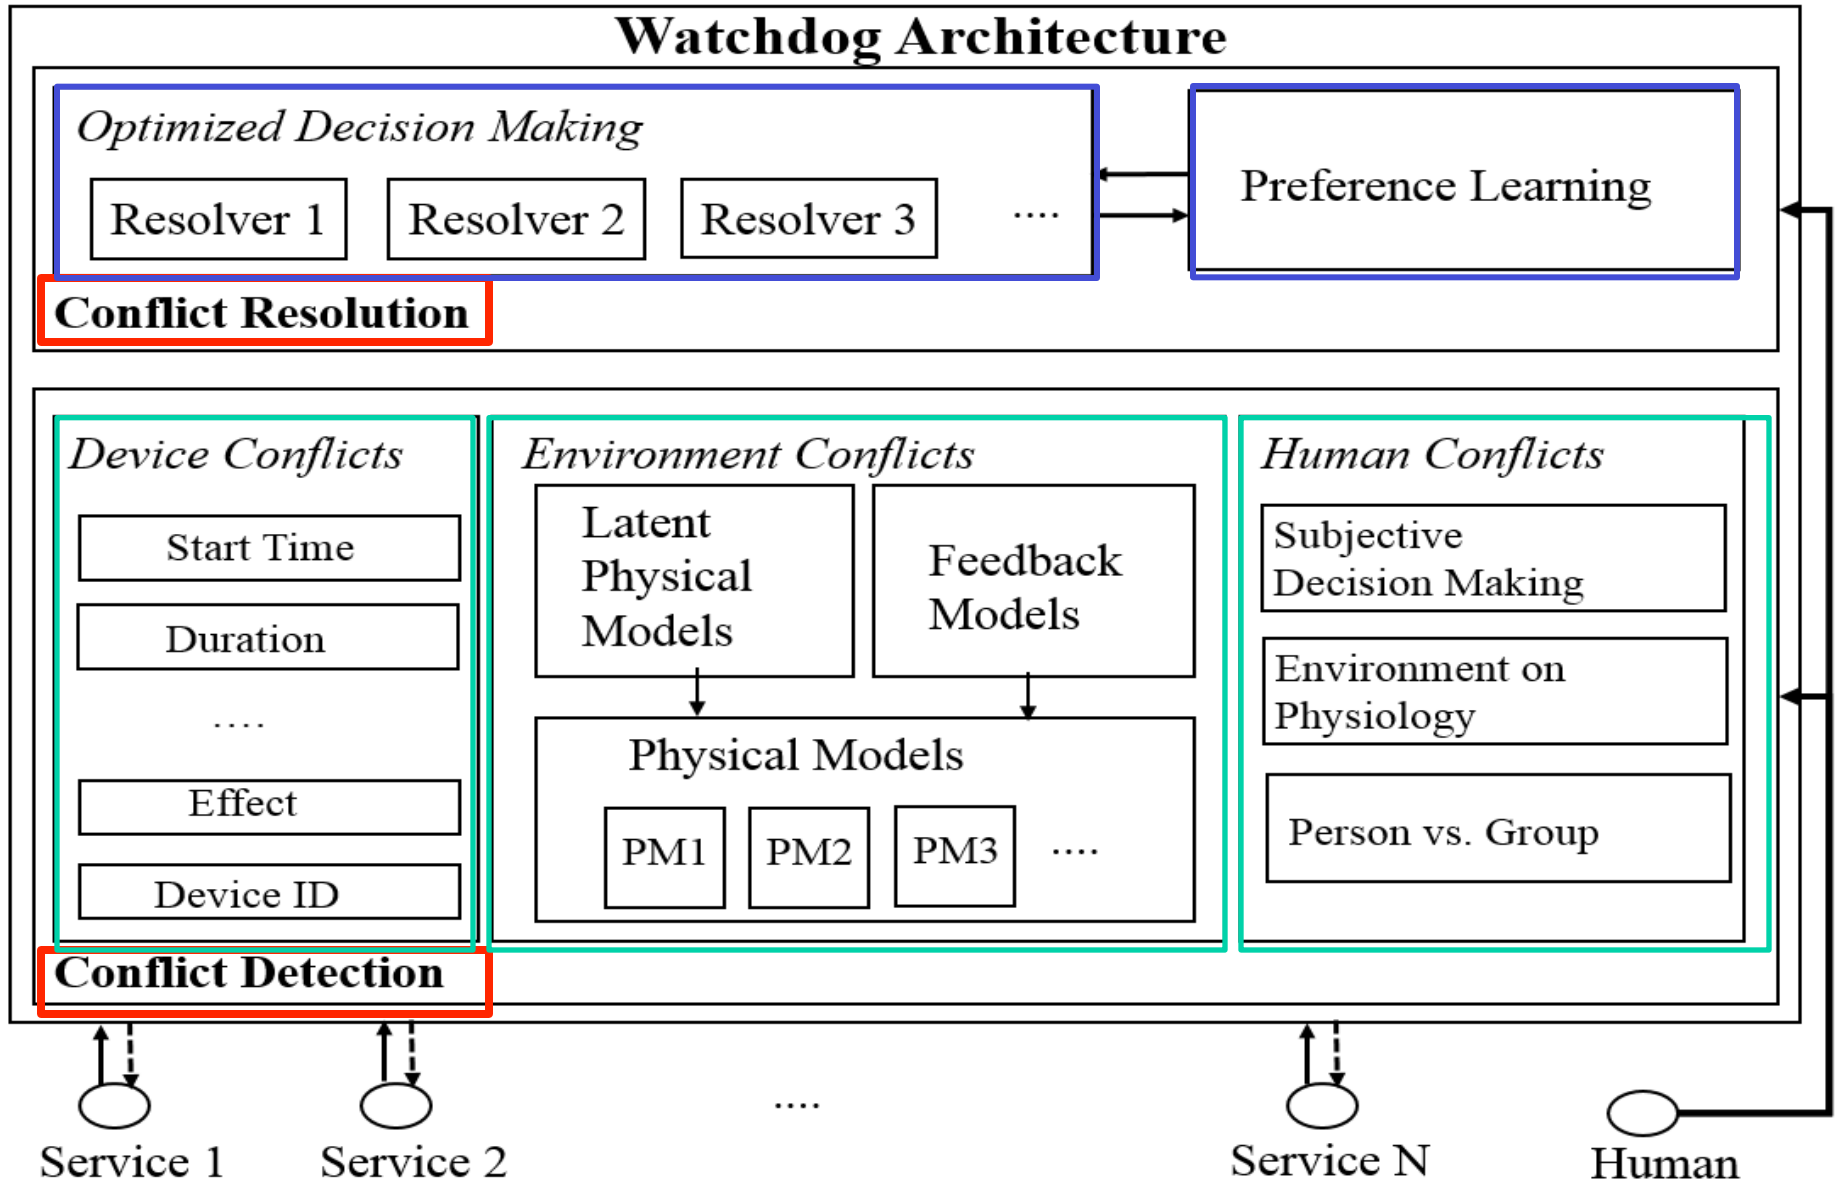 Watchdog Architecture
Optimized Decision Making
Resolver 1
Resolver 2
Resolver 3
....
Preference Learning
Conflict Resolution
Device Conflicts
Start Time
Duration
....
Effect
Device ID
Environment Conflicts
Latent
Physical
Models
Feedback
Models
Physical Models
PM1
PM2
PM3
....
Human Conflicts
Subjective
Decision Making
Environment on
Physiology
Person vs. Group
Conflict Detection
Service 1
Service 2
....
Service N
Human